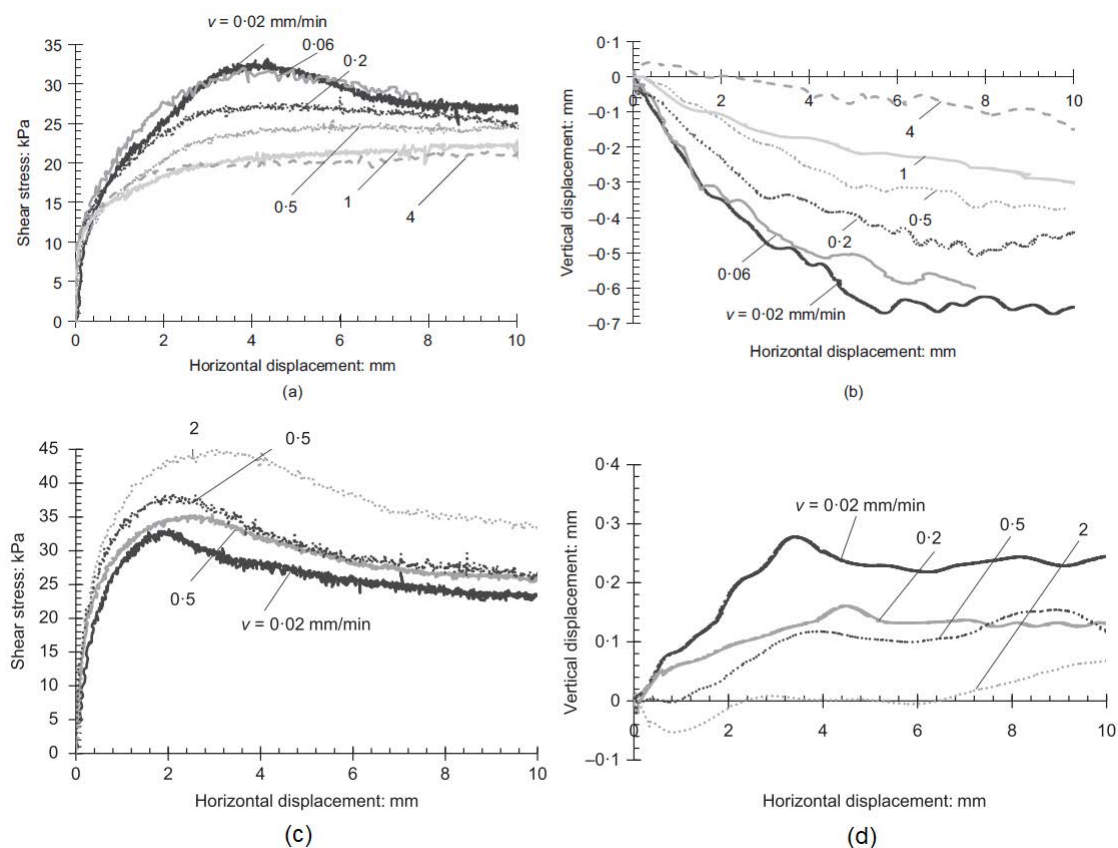 v = 0·02 mm/min
0·06
0·2
35
30
25
20
15
10
5
0
0·5
1
4
0 2 4 6 8 10
Shear stress: kPa
Horizontal displacement: mm
(a)
0·1
0
–0·1
–0·2
–0·3
–0·4
–0·5
–0·6
–0·7
0 2 4 6 8 10
4
1
0·5
0·2
0·06
v = 0·02 mm/min
Vertical displacement: mm
Horizontal displacement: mm
(b)
45
40
35
30
25
20
15
10
5
0
2
0·5
0·5
v = 0·02 mm/min
0 2 4 6 8 10
Shear stress: kPa
Horizontal displacement: mm
(c)
0·4
0·3
0·2
0·1
0
–0·1
v = 0·02 mm/min
0·2
0·5
2
0 2 4 6 8 10
Vertical displacement: mm
Horizontal displacement: mm
(d)